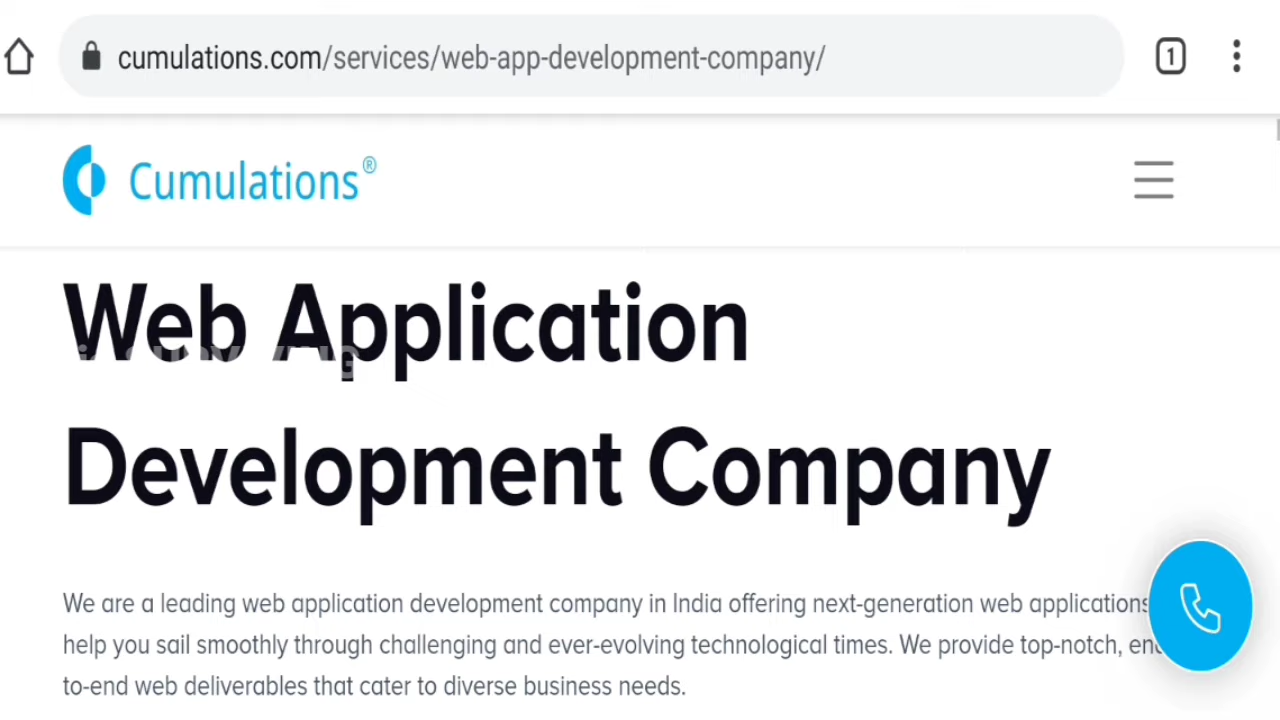 cumulations.com/services/web-app-development-company/
1
Cumulations®
Web Application
Development Company
We are a leading web application development company in India offering next-generation web applications
help you sail smoothly through challenging and ever-evolving technological times. We provide top-notch, en
to-end web deliverables that cater to diverse business needs.